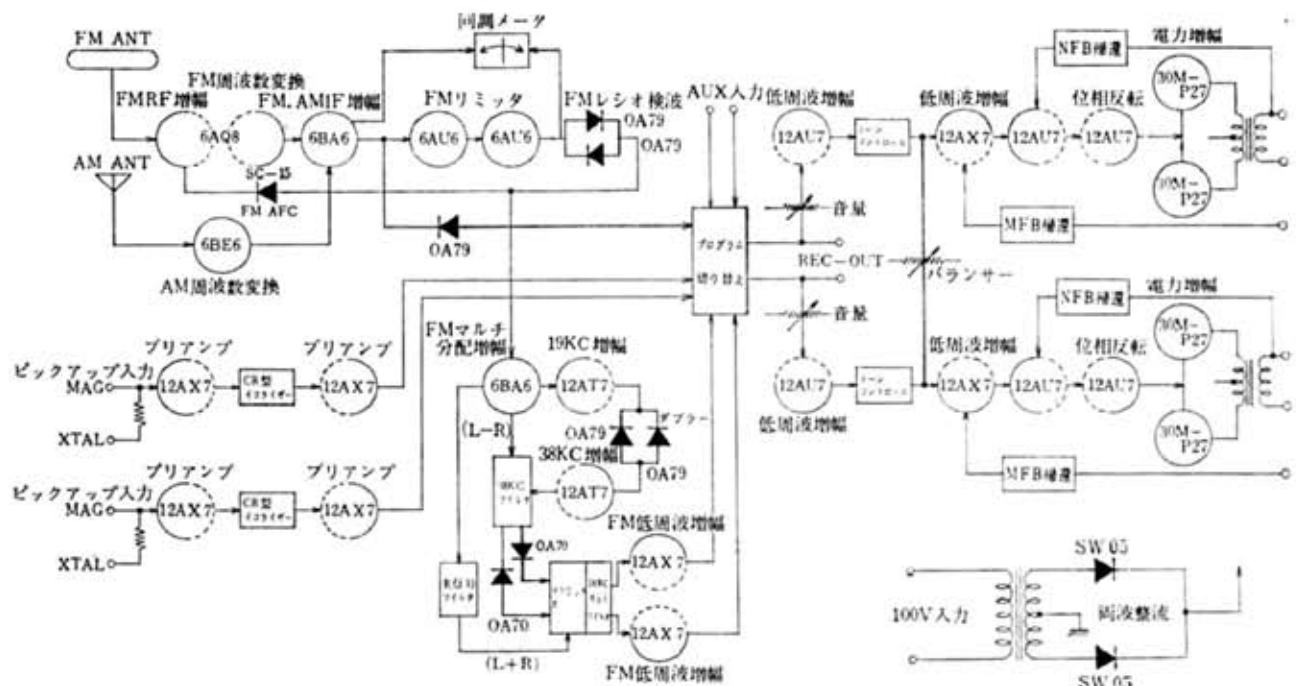 同調メータ
FM ANT
FM周波数変換
FMRF増幅
FM.AMIF増幅
6AQ8
6BA6
FMリミッタ
6AU6
6AU6
FMレシオ検波
OA79
OA79
AM ANT
SC-15
FM AFC
6BE6
AM周波数変換
OA79
AUX入力
プログラム
切り替え
低周波増幅
12AU7
音量
REC-OUT
音量
12AU7
低周波増幅
バランサー
低周波増幅
12AX7
NFB帰還
12AU7
位相反転
12AU7
電力増幅
30M-
P27
30M-
P27
MFB帰還
低周波増幅
12AX7
NFB帰還
12AU7
位相反転
12AU7
電力増幅
30M-
P27
30M-
P27
MFB帰還
ピックアップ入力
MAG
XTAL
プリアンプ
12AX7
CR型
イコライザー
プリアンプ
12AX7
ピックアップ入力
MAG
XTAL
プリアンプ
12AX7
CR型
イコライザー
プリアンプ
12AX7
FMマルチ
分配増幅
6BA6
19KC増幅
12AT7
ダブラー
OA79
OA79
(L-R)
38KC増幅
12AT7
フイルタ
OA70
OA70
フイルタ
(L+R)
FM低周波増幅
12AX7
12AX7
FM低周波増幅
SW05
100V入力
両波整流
SW05